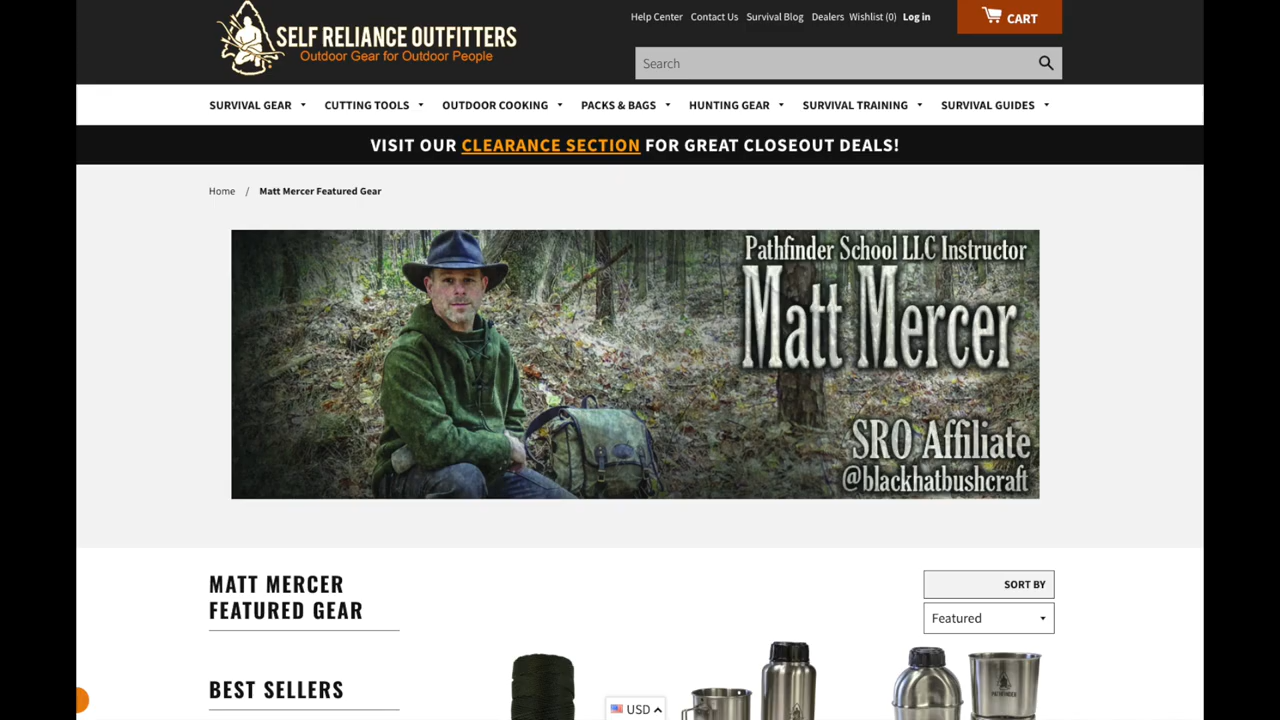 SELF RELIANCE OUTFITTERS
Outdoor Gear for Outdoor People
Help Center Contact Us Survival Blog Dealers Wishlist (0) Log in
CART
Search
SURVIVAL GEAR CUTTING TOOLS OUTDOOR COOKING PACKS & BAGS HUNTING GEAR SURVIVAL TRAINING SURVIVAL GUIDES
VISIT OUR CLEARANCE SECTION FOR GREAT CLOSEOUT DEALS!
Home / Matt Mercer Featured Gear
Pathfinder School LLC Instructor
Matt Mercer
SRO Affiliate
@blackhatbushcraft
MATT MERCER
FEATURED GEAR
SORT BY
Featured
BEST SELLERS
PATHFINDER
USD